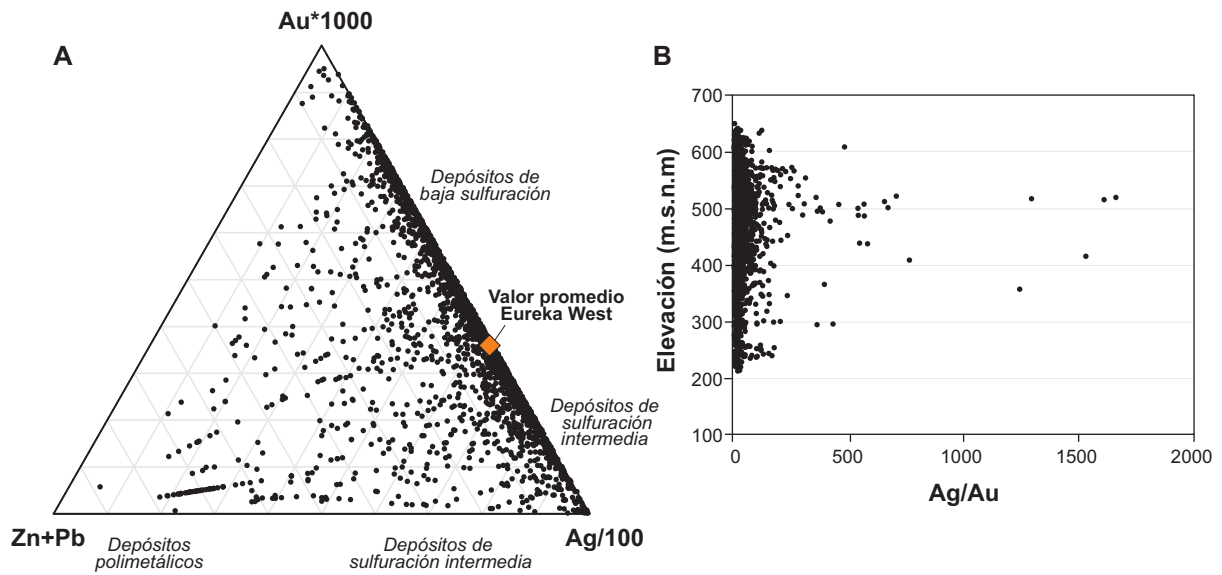 A
Au*1000
Depósitos de
baja sulfuración
Valor promedio
Eureka West
Depósitos de
sulfuración
intermedia
Zn+Pb
Ag/100
Depósitos
polimetálicos
Depósitos de
sulfuración intermedia
B
Elevación (m.s.n.m)
700
600
500
400
300
200
100
0
500
1000
1500
2000
Ag/Au